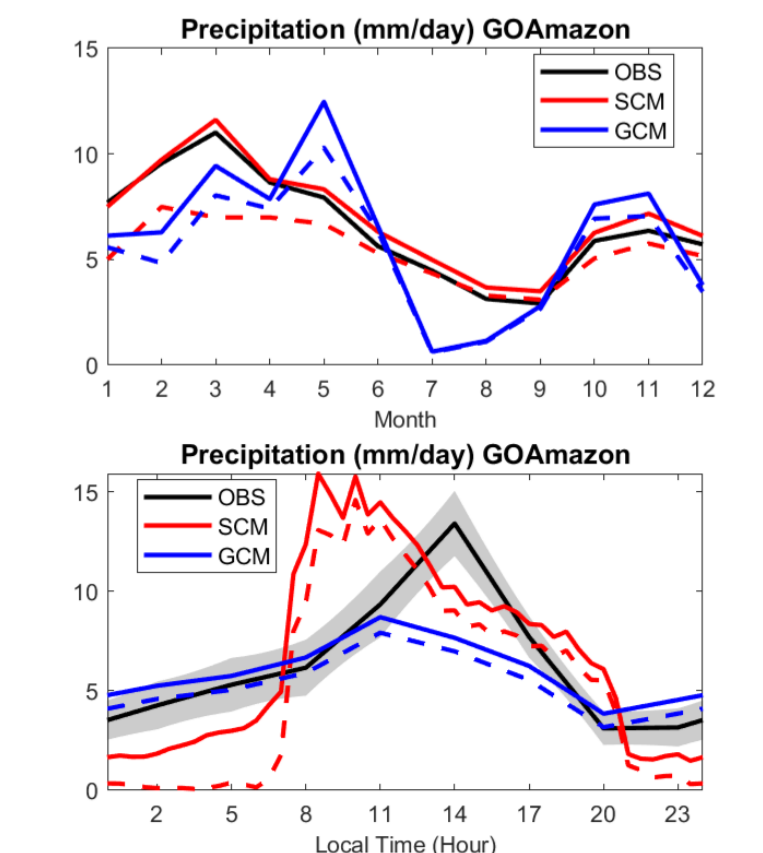 Precipitation (mm/day) GOAmazon
15
10
5
0
OBS
SCM
GCM
1 2 3 4 5 6 7 8 9 10 11 12
Month
Precipitation (mm/day) GOAmazon
15
10
5
0
OBS
SCM
GCM
2 5 8 11 14 17 20 23
Local Time (Hour)